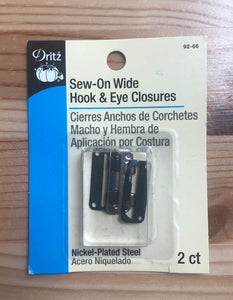 92-66
Dritz
Sew-On Wide
Hook & Eye Closures
Cierres Anchos de Corchetes
Macho y Hembra de
Aplicación por Costura
Nickel-Plated Steel
Acero Niquelado
2 ct